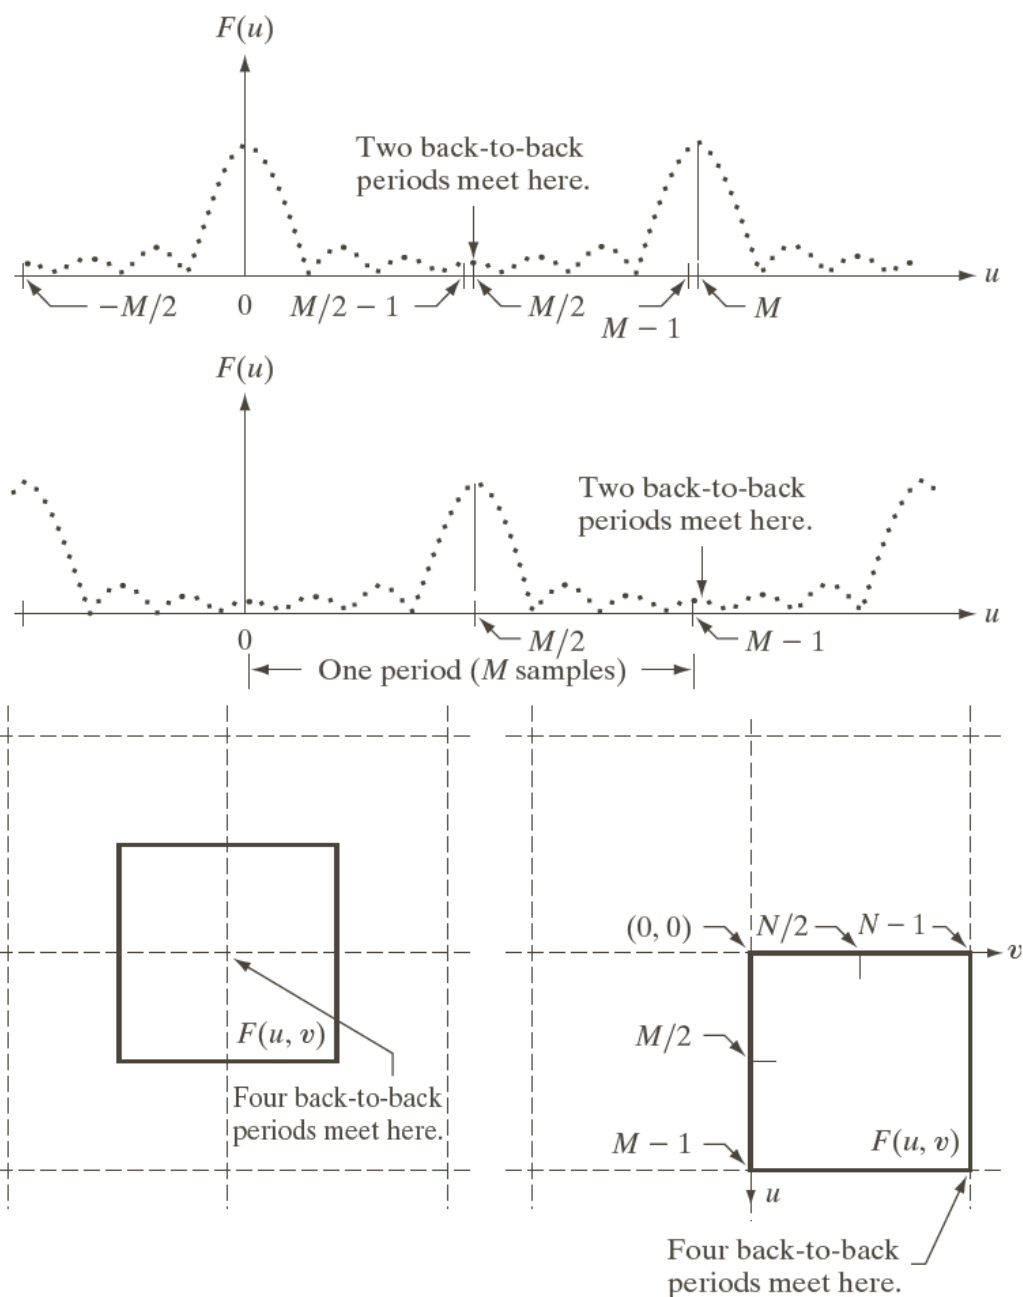 F(u)
Two back-to-back
periods meet here.
u
−M/2
0
M/2 − 1
M/2
M − 1
M
F(u)
Two back-to-back
periods meet here.
u
0
M/2
M − 1
One period (M samples)
F(u, v)
Four back-to-back
periods meet here.
(0, 0)
N/2
N − 1
v
M/2
M − 1
F(u, v)
u
Four back-to-back
periods meet here.